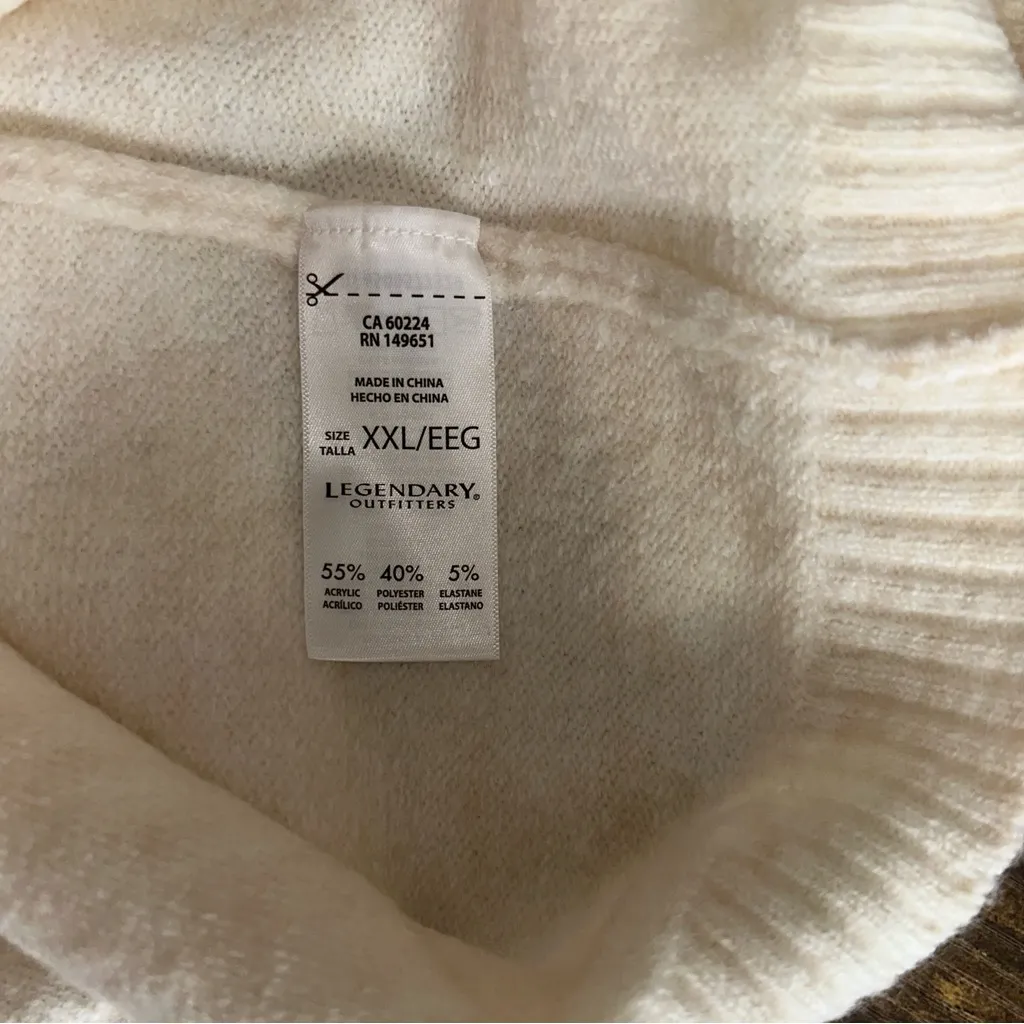 CA 60224
RN 149651
MADE IN CHINA
HECHO EN CHINA
SIZE
TALLA
XXL/EEG
LEGENDARY®
OUTFITTERS
55% 40% 5%
ACRYLIC POLYESTER ELASTANE
ACRÍLICO POLIÉSTER ELASTANO